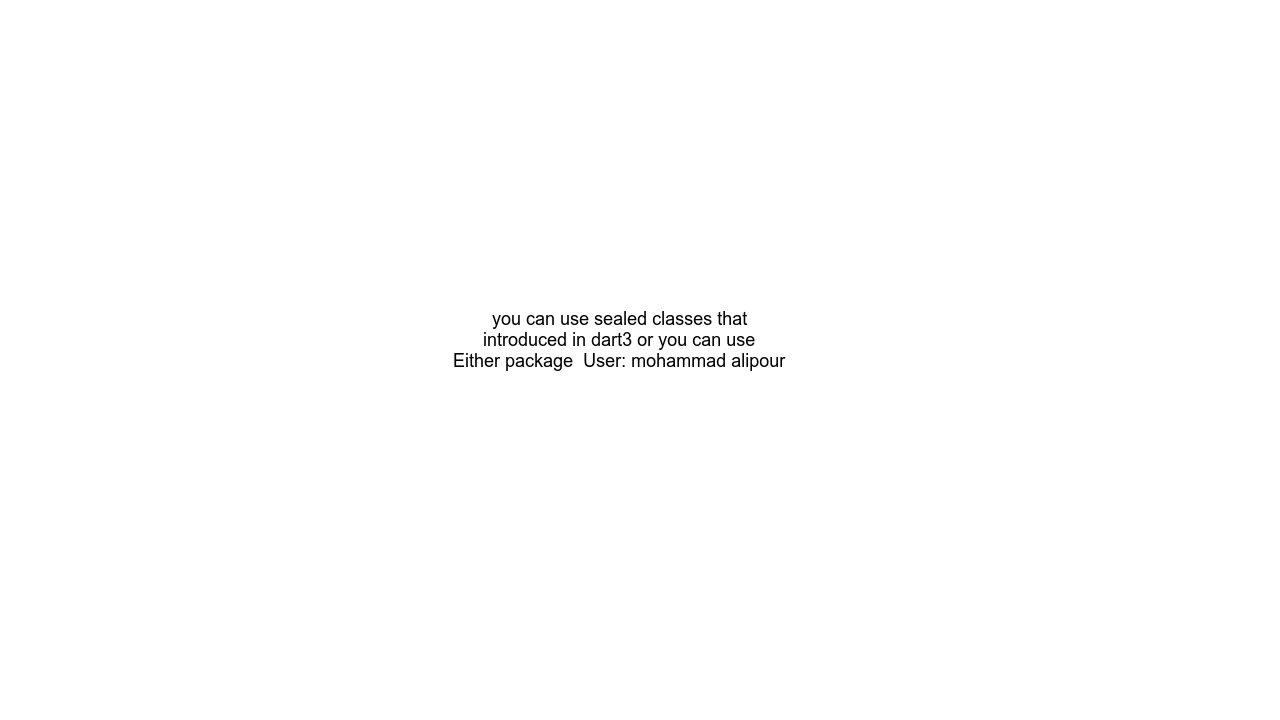 you can use sealed classes that
introduced in dart3 or you can use
Either package  User: mohammad alipour